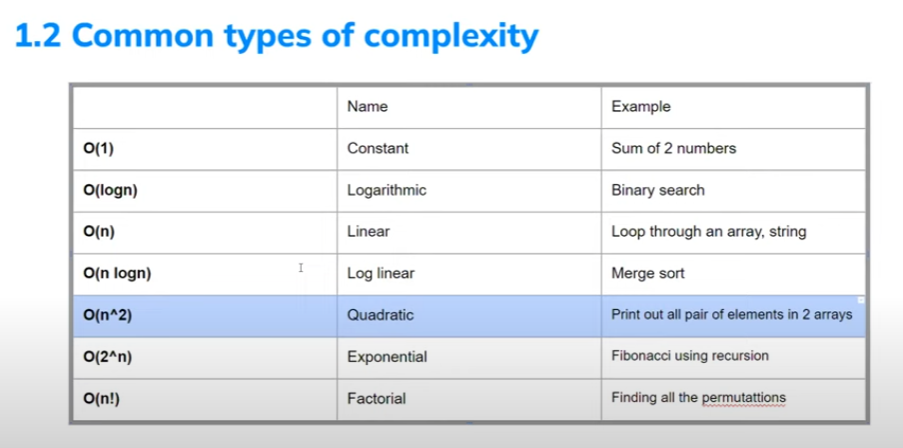 1.2 Common types of complexity
Name Example
O(1) Constant Sum of 2 numbers
O(logn) Logarithmic Binary search
O(n) Linear Loop through an array, string
O(n logn) Log linear Merge sort
O(n^2) Quadratic Print out all pair of elements in 2 arrays
O(2^n) Exponential Fibonacci using recursion
O(n!) Factorial Finding all the permutattions